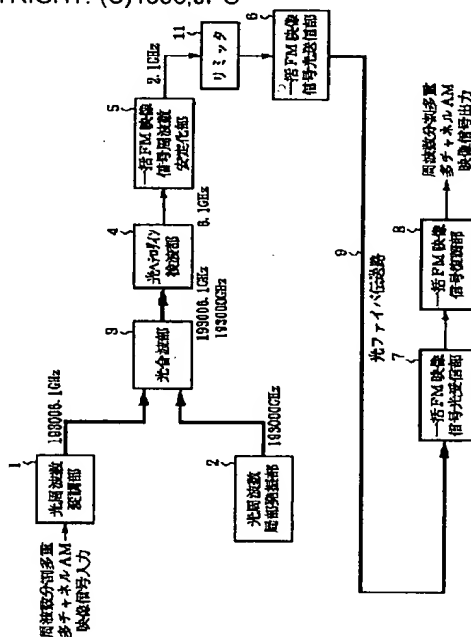 RIGHT: (C)1996,JPO
周波数分割多重
多チャネルAM
映像信号入力
1
光周波数
変調部
193006.1GHz
2
光周波数
局部発振部
193000GHz
3
光合波部
193006.1GHz
193000GHz
4
光ヘテロダイン
検波部
6.1GHz
5
一括FM映像
信号周波数
安定化部
2.1GHz
11
リミッタ
6
一括FM映像
信号光送信部
9
光ファイバ伝送路
7
一括FM映像
信号光受信部
8
一括FM映像
信号復調部
周波数分割多重
多チャネルAM
映像信号出力